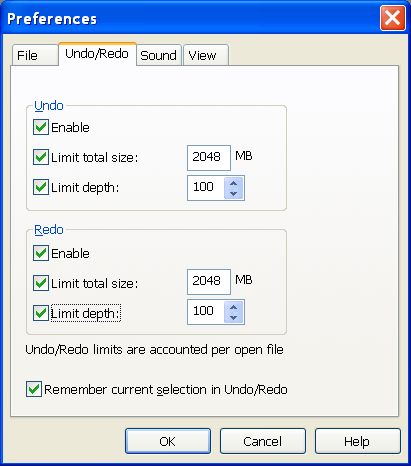 Preferences
File Undo/Redo Sound View
Undo
Enable
Limit total size: 2048 MB
Limit depth: 100
Redo
Enable
Limit total size: 2048 MB
Limit depth: 100
Undo/Redo limits are accounted per open file
Remember current selection in Undo/Redo
OK Cancel Help